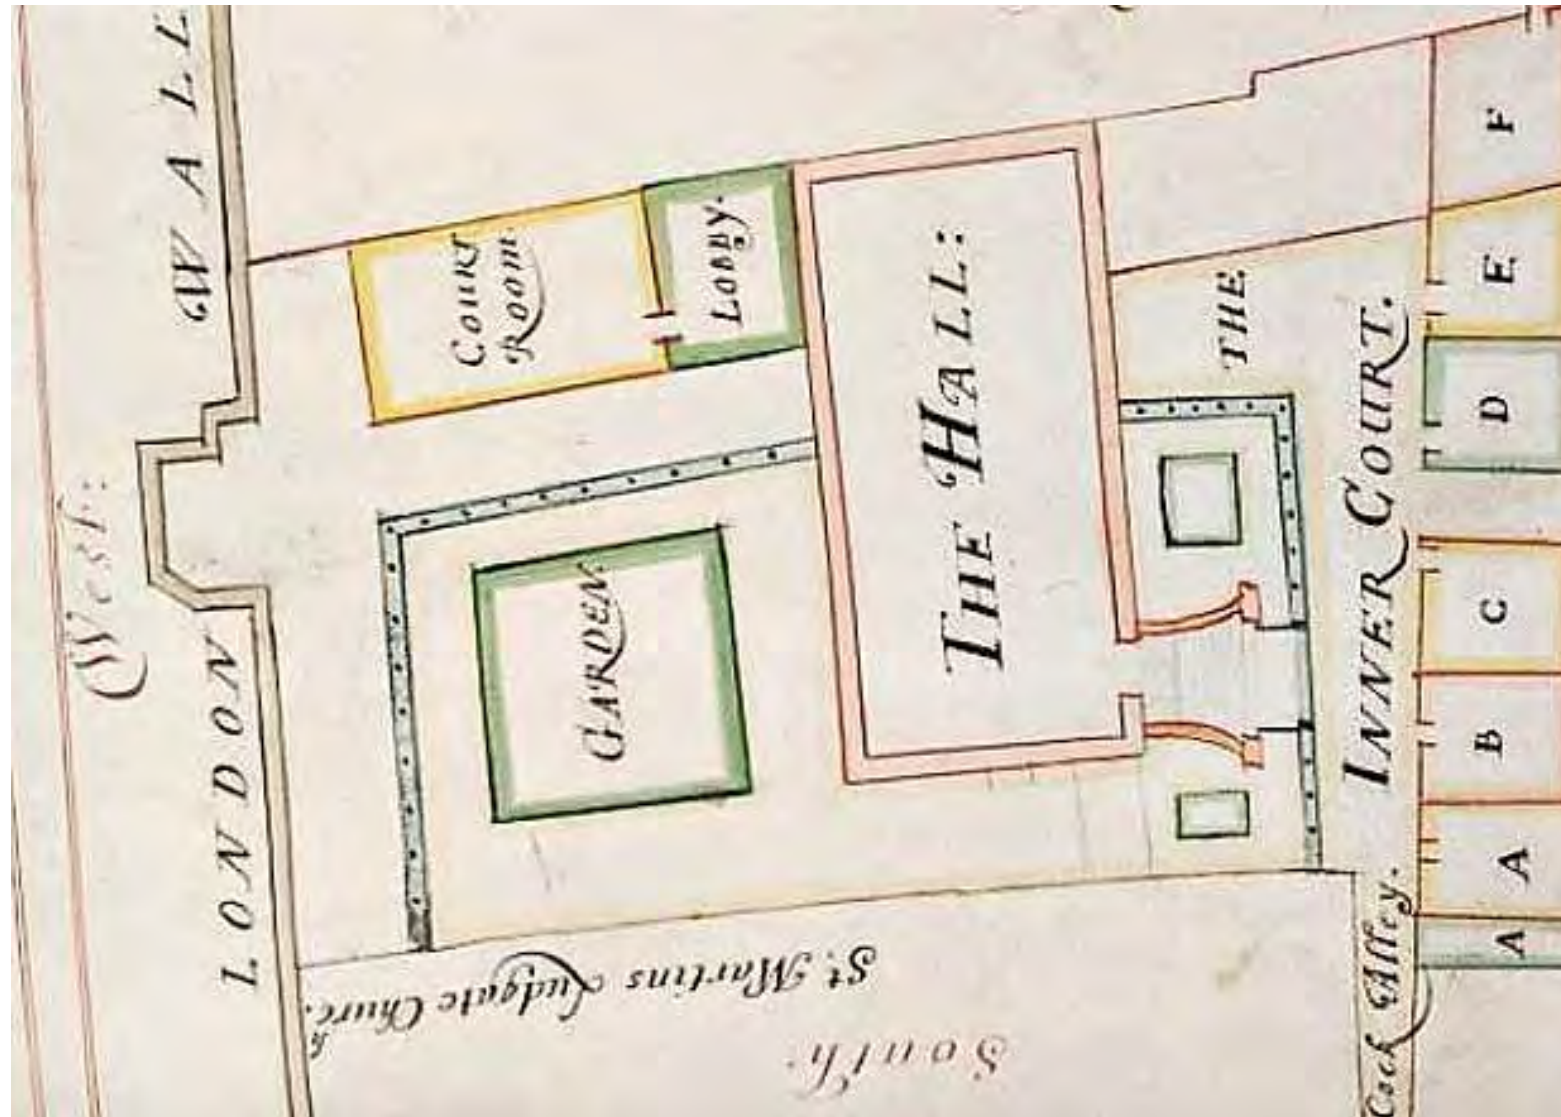 West:
LONDON WALL
COURT
ROOM.
LOBBY.
GARDEN.
THE HALL:
THE
INNER COURT.
F
E
D
C
B
A
A
Cock Alley.
St. Martins Ludgate Church.
South